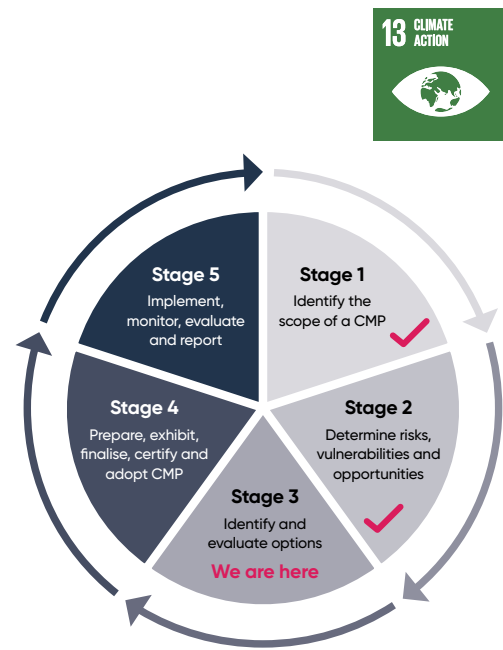 13 CLIMATE
ACTION
Stage 1
Identify the
scope of a CMP
Stage 2
Determine risks,
vulnerabilities and
opportunities
Stage 3
Identify and
evaluate options
We are here
Stage 4
Prepare, exhibit,
finalise, certify and
adopt CMP
Stage 5
Implement,
monitor, evaluate
and report